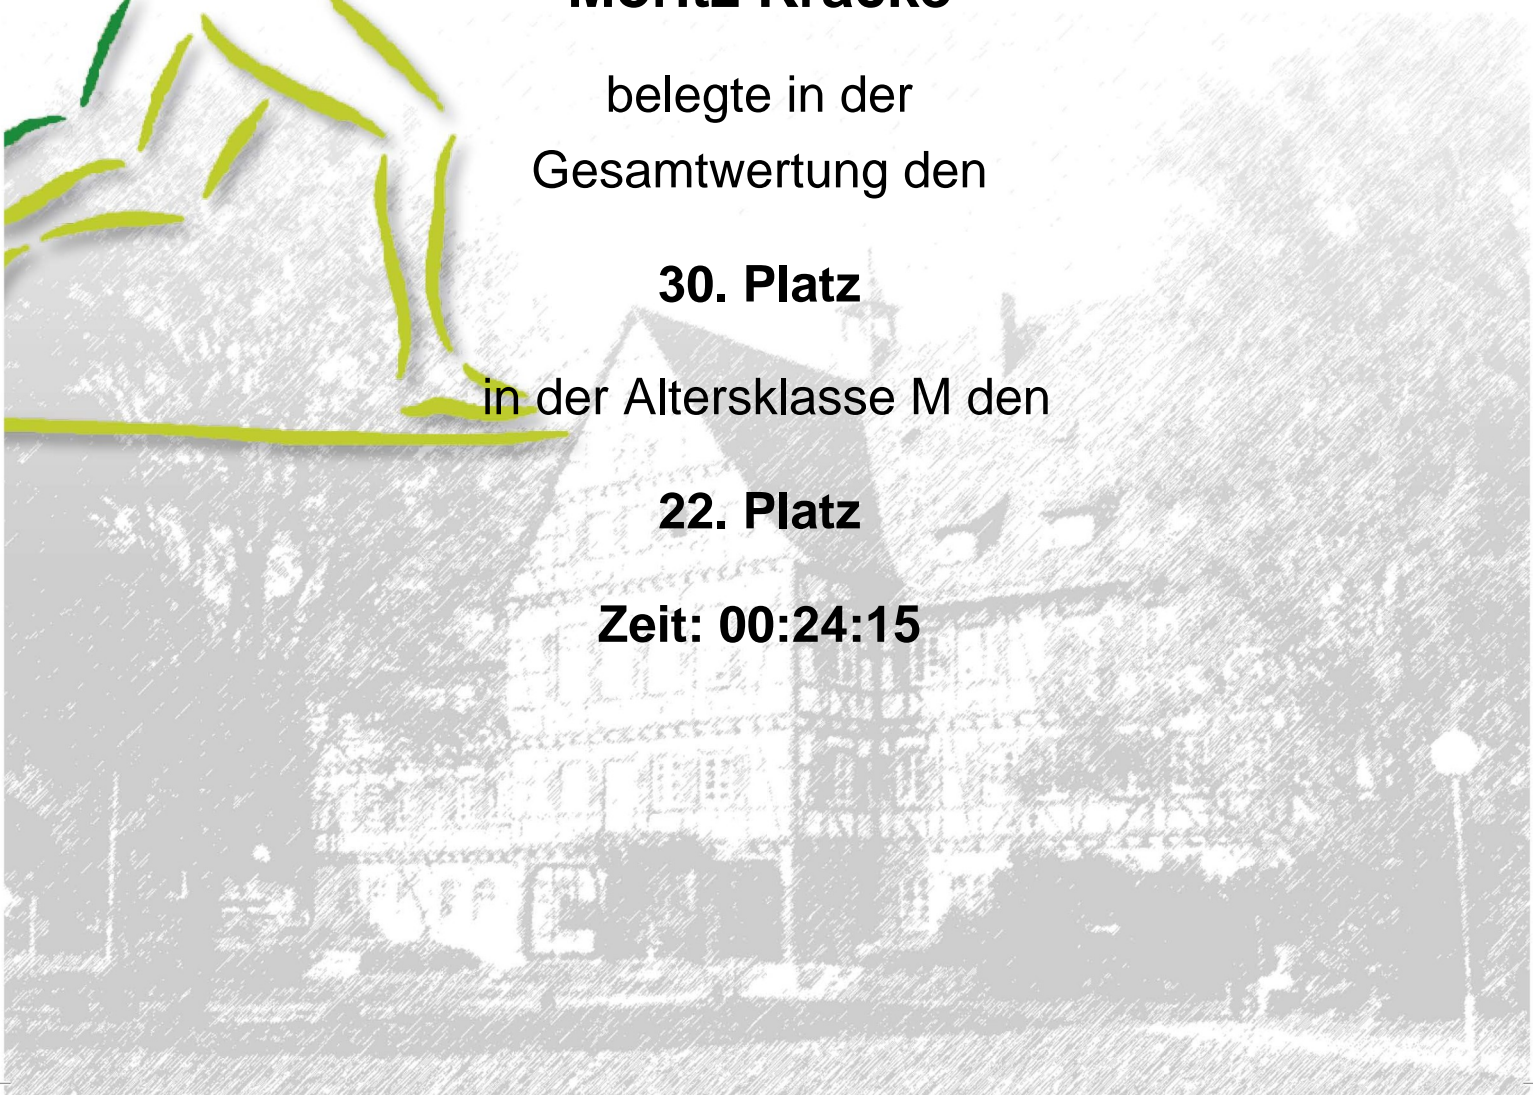 belegte in der
Gesamtwertung den
30. Platz
in der Altersklasse M den
22. Platz
Zeit: 00:24:15